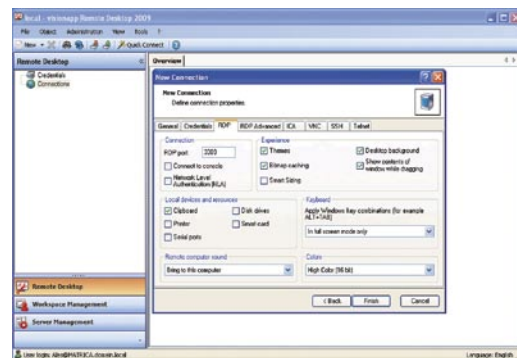 local - visionapp Remote Desktop 2009
File Object Administration View Tools ?
New Quick Connect
Remote Desktop
Overview
Credentials
Connections
New Connection
New Connection
Define connection properties
General Credentials RDP RDP Advanced ICA VNC SSH Telnet
Connection
Experience
RDP port
Themes
Desktop background
Connect to console
Bitmap caching
Show contents of window while dragging
Network Level Authentication (NLA)
Smart Sizing
Local devices and resources
Keyboard
Clipboard
Disk drives
Apply Windows key combinations (for example ALT+TAB)
Printer
Smart card
In full screen mode only
Serial ports
Remote computer sound
Colors
Bring to this computer
High Color (16 bit)
Remote Desktop
Workspace Management
Server Management
< Back Finish Cancel
Language: English